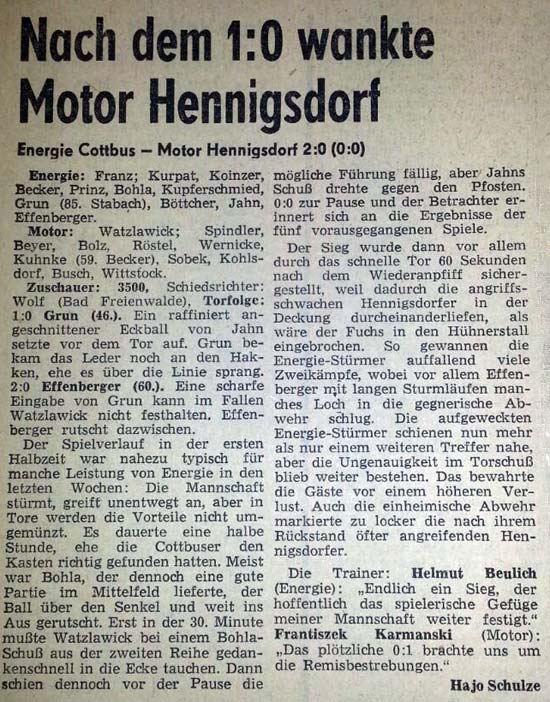 Nach dem 1:0 wankte
Motor Hennigsdorf
Energie Cottbus — Motor Hennigsdorf 2:0 (0:0)
Energie: Franz; Kurpat, Koinzer,
Becker, Prinz, Bohla, Kupferschmied,
Grun (85. Stabach), Böttcher, Jahn,
Effenberger.
Motor: Watzlawick; Spindler,
Beyer, Bolz, Röstel, Wernicke,
Kuhnke (59. Becker), Sobek, Kohls-
dorf, Busch, Wittstock.
Zuschauer: 3500, Schiedsrichter:
Wolf (Bad Freienwalde), Torfolge:
1:0 Grun (46.). Ein raffiniert an-
geschnittener Eckball von Jahn
setzte vor dem Tor auf. Grun be-
kam das Leder noch an den Hak-
ken, ehe es über die Linie sprang.
2:0 Effenberger (60.). Eine scharfe
Eingabe von Grun kann im Fallen
Watzlawick nicht festhalten. Effen-
berger rutscht dazwischen.
Der Spielverlauf in der ersten
Halbzeit war nahezu typisch für
manche Leistung von Energie in den
letzten Wochen: Die Mannschaft
stürmt, greift unentwegt an, aber in
Tore werden die Vorteile nicht um-
gemünzt. Es dauerte eine halbe
Stunde, ehe die Cottbuser den
Kasten richtig gefunden hatten. Meist
war Bohla, der dennoch eine gute
Partie im Mittelfeld lieferte, der
Ball über den Senkel und weit ins
Aus gerutscht. Erst in der 30. Minute
mußte Watzlawick bei einem Bohla-
Schuß aus der zweiten Reihe gedan-
kenschnell in die Ecke tauchen. Dann
schien dennoch vor der Pause die
mögliche Führung fällig, aber Jahns
Schuß drehte gegen den Pfosten.
0:0 zur Pause und der Betrachter er-
innert sich an die Ergebnisse der
fünf vorausgegangenen Spiele.
Der Sieg wurde dann vor allem
durch das schnelle Tor 60 Sekunden
nach dem Wiederanpfiff sicher-
gestellt, weil dadurch die angriffs-
schwachen Hennigsdorfer in der
Deckung durcheinanderliefen, als
wäre der Fuchs in den Hühnerstall
eingebrochen. So gewannen die
Energie-Stürmer auffallend viele
Zweikämpfe, wobei vor allem Effen-
berger mit langen Sturmläufen man-
ches Loch in die gegnerische Ab-
wehr schlug. Die aufgeweckten
Energie-Stürmer schienen nun mehr
als nur einem weiteren Treffer nahe,
aber die Ungenauigkeit im Torschuß
blieb weiter bestehen. Das bewahrte
die Gäste vor einem höheren Ver-
lust. Auch die einheimische Abwehr
markierte zu locker die nach ihrem
Rückstand öfter angreifenden Hen-
nigsdorfer.
Die Trainer: Helmut Beulich
(Energie): „Endlich ein Sieg, der
hoffentlich das spielerische Gefüge
meiner Mannschaft weiter festigt."
Frantiszek Karmanski (Motor):
„Das plötzliche 0:1 brachte uns um
die Remisbestrebungen."
Hajo Schulze